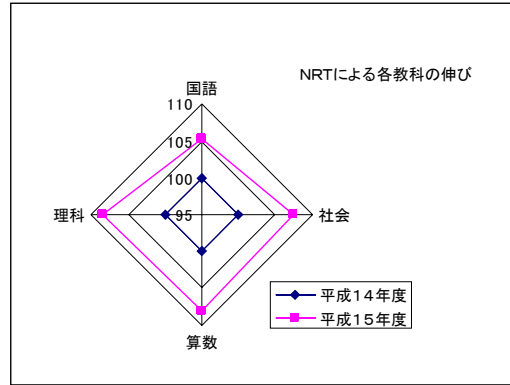 NRTによる各教科の伸び
国語
110
105
100
95
理科
社会
算数
平成14年度
平成15年度